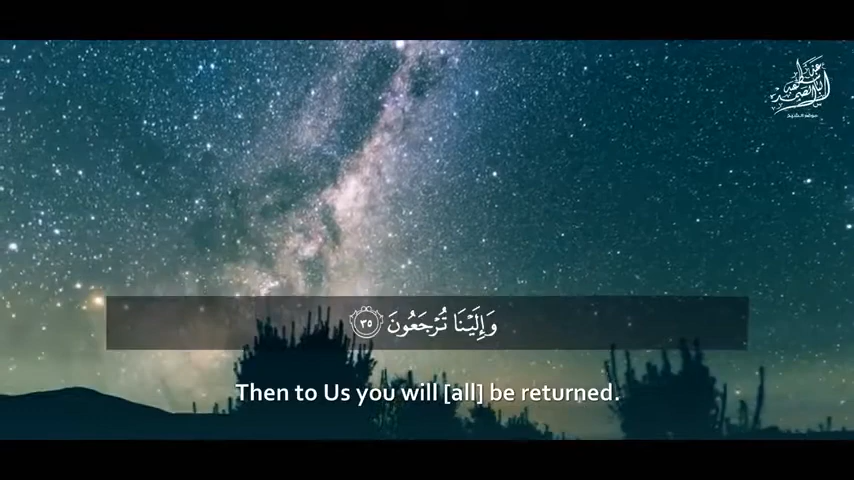 وَإِلَيْنَا تُرْجَعُونَ ٣٥
Then to Us you will [all] be returned.